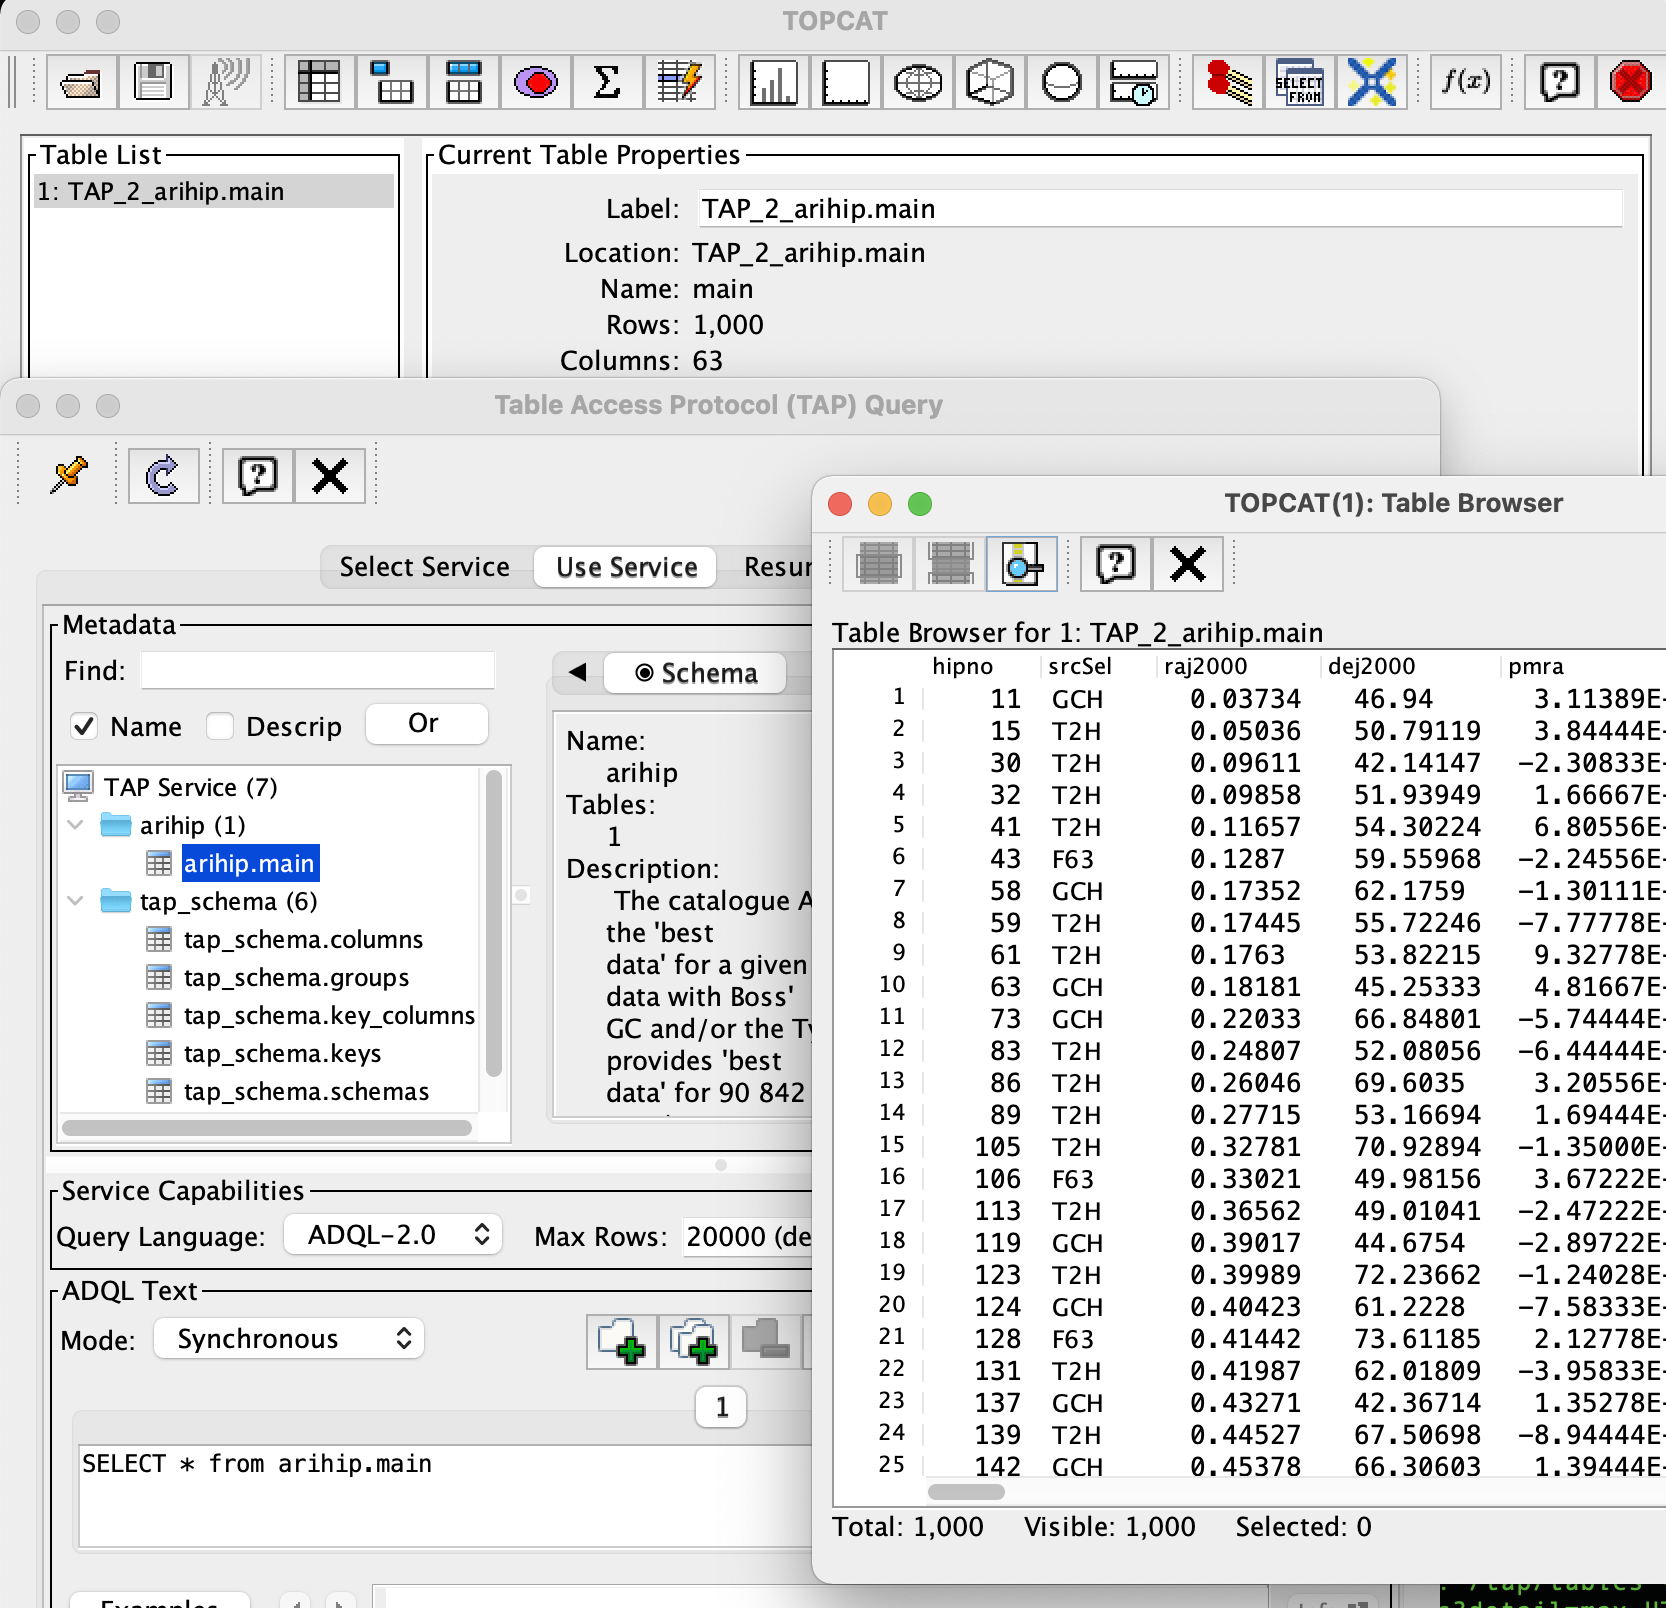 TOPCAT
SELECT
FROM
f(x)
Table List
1: TAP_2_arihip.main
Current Table Properties
Label: TAP_2_arihip.main
Location: TAP_2_arihip.main
Name: main
Rows: 1,000
Columns: 63
Table Access Protocol (TAP) Query
Select Service
Use Service
Metadata
Find:
Name
Descrip
Or
TAP Service (7)
arihip (1)
arihip.main
tap_schema (6)
tap_schema.columns
tap_schema.groups
tap_schema.key_columns
tap_schema.keys
tap_schema.schemas
Schema
Name:
arihip
Tables:
1
Description:
The catalogue
the 'best
data' for a given
data with Boss'
GC and/or the
provides 'best
data' for 90 842
Service Capabilities
Query Language: ADQL-2.0
Max Rows: 20000
ADQL Text
Mode: Synchronous
1
SELECT * from arihip.main
Examples
TOPCAT(1): Table Browser
Table Browser for 1: TAP_2_arihip.main
hipno srcSel raj2000 dej2000 pmra
1 11 GCH 0.03734 46.94 3.11389E-
2 15 T2H 0.05036 50.79119 3.84444E-
3 30 T2H 0.09611 42.14147 -2.30833E-
4 32 T2H 0.09858 51.93949 1.66667E-
5 41 T2H 0.11657 54.30224 6.80556E-
6 43 F63 0.1287 59.55968 -2.24556E-
7 58 GCH 0.17352 62.1759 -1.30111E-
8 59 T2H 0.17445 55.72246 -7.77778E-
9 61 T2H 0.1763 53.82215 9.32778E-
10 63 GCH 0.18181 45.25333 4.81667E-
11 73 GCH 0.22033 66.84801 -5.74444E-
12 83 T2H 0.24807 52.08056 -6.44444E-
13 86 T2H 0.26046 69.6035 3.20556E-
14 89 T2H 0.27715 53.16694 1.69444E-
15 105 T2H 0.32781 70.92894 -1.35000E-
16 106 F63 0.33021 49.98156 3.67222E-
17 113 T2H 0.36562 49.01041 -2.47222E-
18 119 GCH 0.39017 44.6754 -2.89722E-
19 123 T2H 0.39989 72.23662 -1.24028E-
20 124 GCH 0.40423 61.2228 -7.58333E-
21 128 F63 0.41442 73.61185 2.12778E-
22 131 T2H 0.41987 62.01809 -3.95833E-
23 137 GCH 0.43271 42.36714 1.35278E-
24 139 T2H 0.44527 67.50698 -8.94444E-
25 142 GCH 0.45378 66.30603 1.39444E-
Total: 1,000 Visible: 1,000 Selected: 0